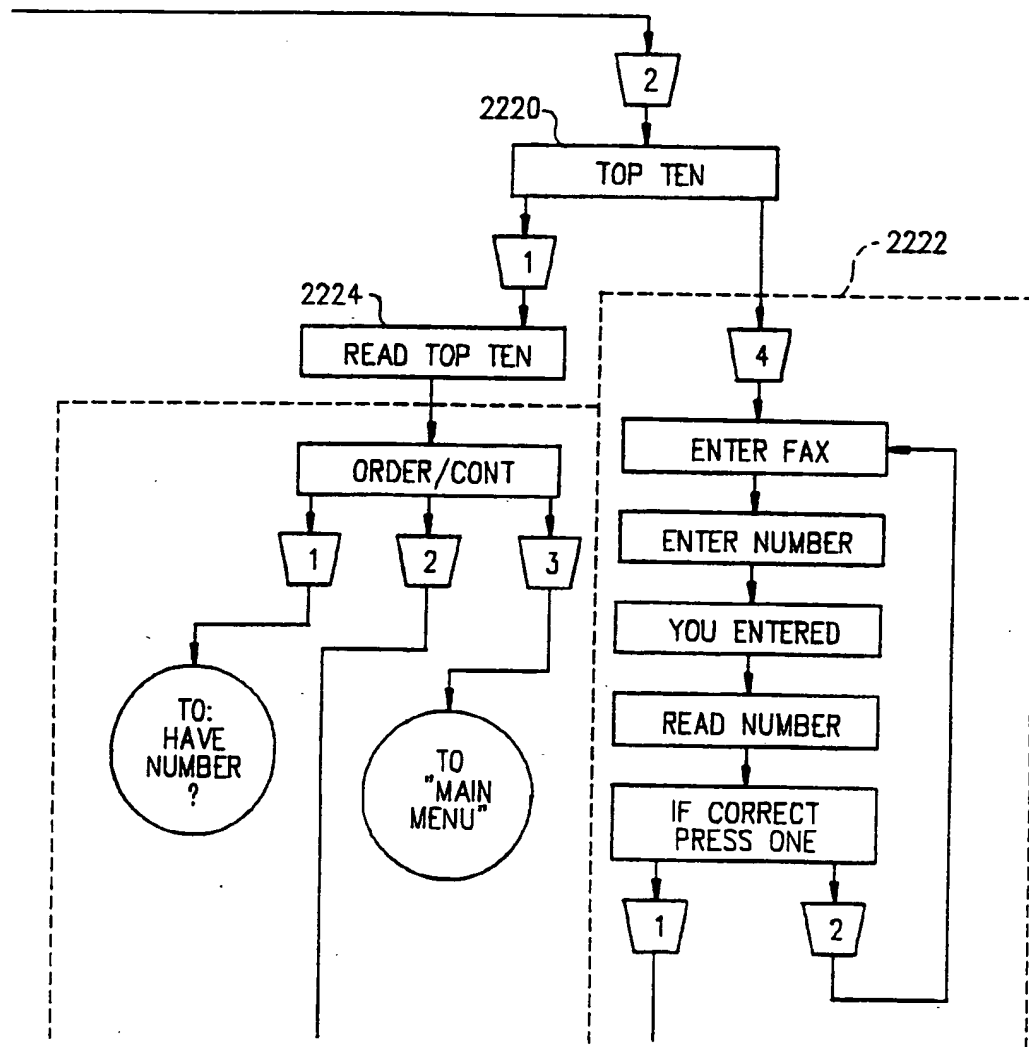 2
2220
TOP TEN
1
2222
2224
READ TOP TEN
4
ORDER/CONT
ENTER FAX
1
2
3
ENTER NUMBER
YOU ENTERED
TO:
HAVE
NUMBER
?
TO
"MAIN
MENU"
READ NUMBER
IF CORRECT
PRESS ONE
1
2